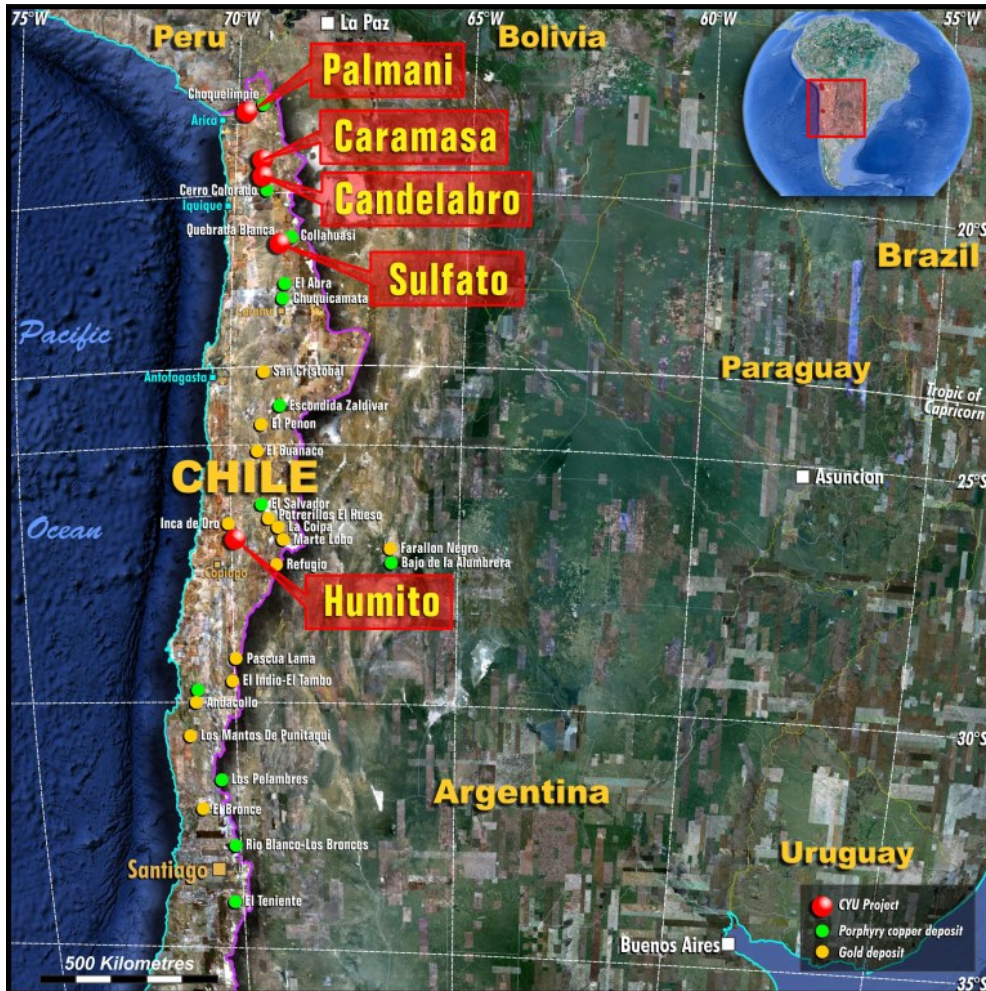 75°W
70°W
65°W
60°W
55°W
Peru
La Paz
Bolivia
Palmani
Choquelimpie
Arica
Caramasa
Cerro Colorado
Candelabro
Iquique
20°S
Quebrada Blanca
Collahuasi
Brazil
Sulfato
El Abra
Chuquicamata
Calama
Pacific
San Cristobal
Antofagasta
Paraguay
Tropic of
Capricorn
Escondida Zaldivar
El Penon
El Guanaco
CHILE
Asuncion
25°S
El Salvador
Potrerillos El Hueso
Inca de Oro
La Coipa
Ocean
Marte Lobo
Farallon Negro
Refugio
Bajo de la Alumbrera
Copiapo
Humito
Pascua Lama
El Indio-El Tambo
Andacollo
Los Mantos De Punitaqui
30°S
Los Pelambres
Argentina
El Bronce
Rio Blanco-Los Bronces
Uruguay
Santiago
El Teniente
CYU Project
Porphyry copper deposit
Gold deposit
Buenos Aires
500 Kilometres
35°S